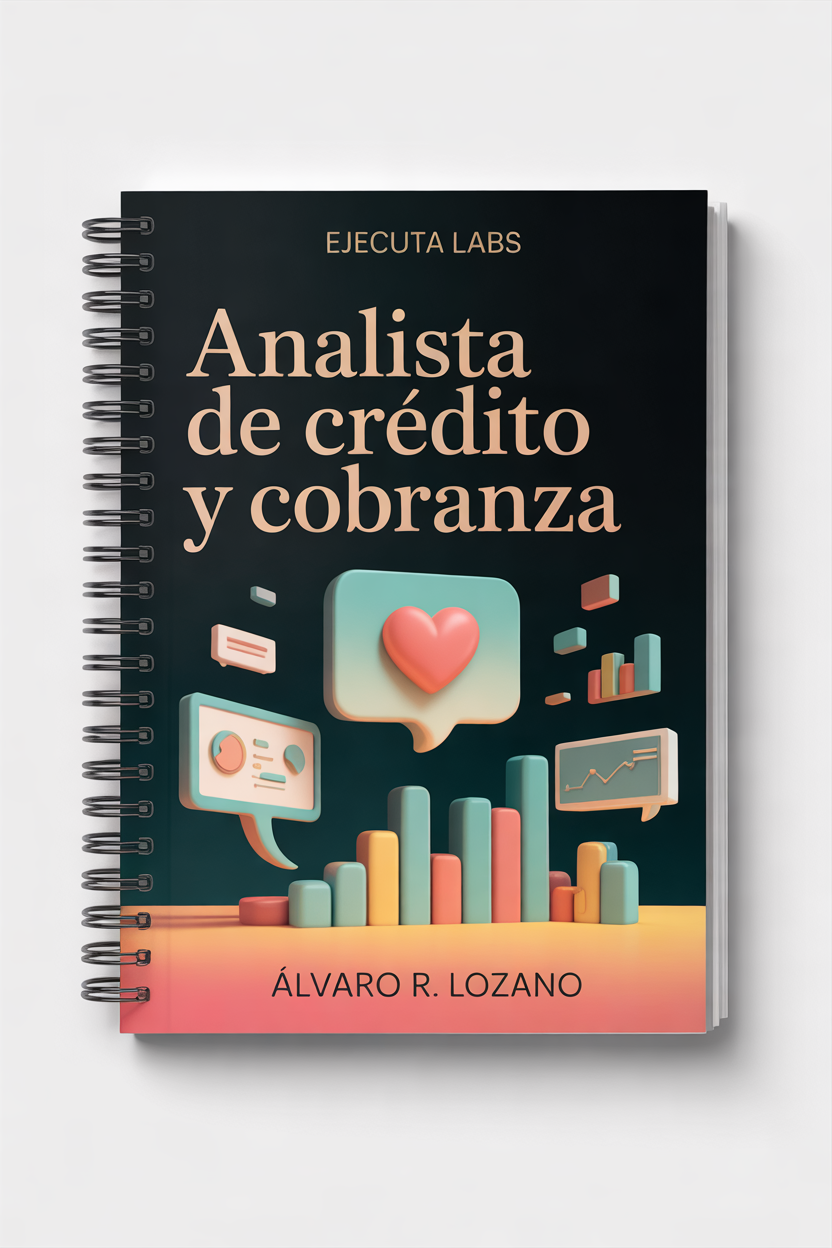 EJECUTA LABS
Analista
de crédito
y cobranza
ÁLVARO R. LOZANO